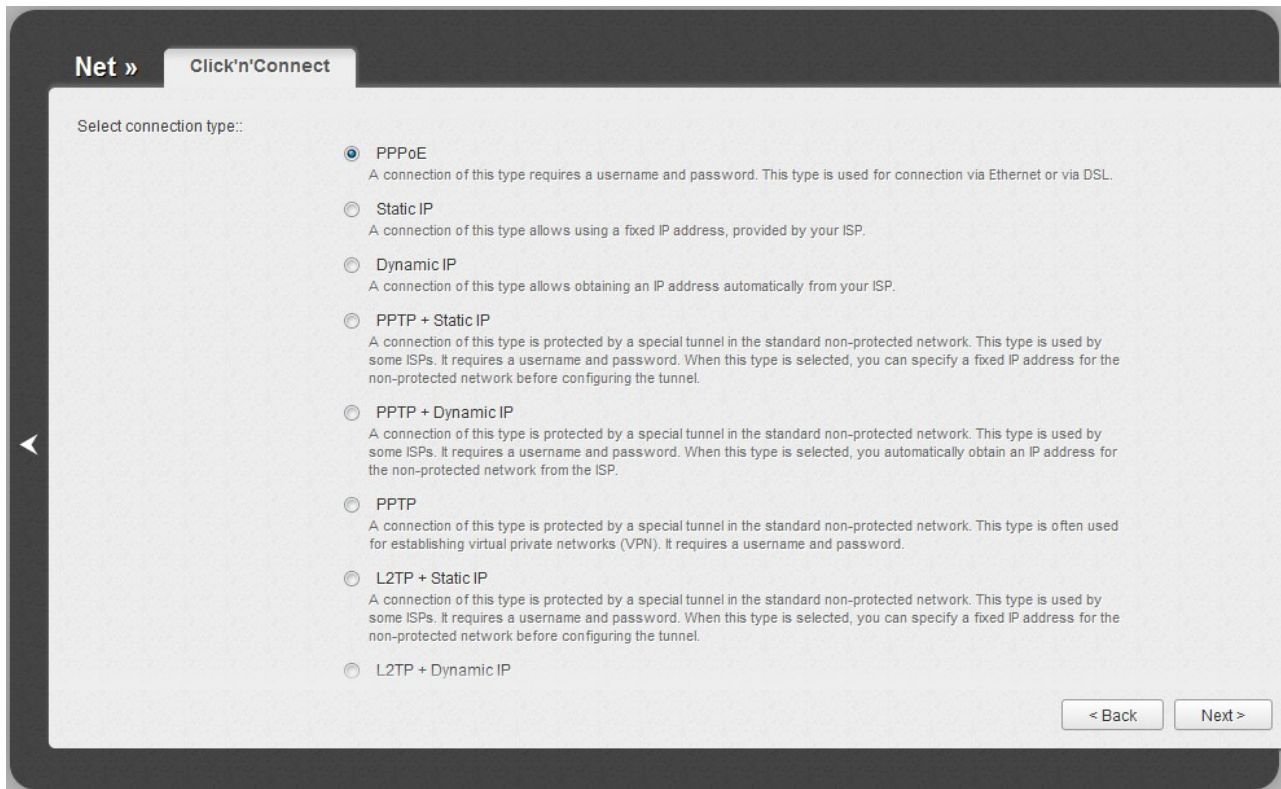 Net »
Click'n'Connect
Select connection type::
PPPoE
A connection of this type requires a username and password. This type is used for connection via Ethernet or via DSL.
Static IP
A connection of this type allows using a fixed IP address, provided by your ISP.
Dynamic IP
A connection of this type allows obtaining an IP address automatically from your ISP.
PPTP + Static IP
A connection of this type is protected by a special tunnel in the standard non-protected network. This type is used by
some ISPs. It requires a username and password. When this type is selected, you can specify a fixed IP address for the
non-protected network before configuring the tunnel.
PPTP + Dynamic IP
A connection of this type is protected by a special tunnel in the standard non-protected network. This type is used by
some ISPs. It requires a username and password. When this type is selected, you automatically obtain an IP address for
the non-protected network from the ISP.
PPTP
A connection of this type is protected by a special tunnel in the standard non-protected network. This type is often used
for establishing virtual private networks (VPN). It requires a username and password.
L2TP + Static IP
A connection of this type is protected by a special tunnel in the standard non-protected network. This type is used by
some ISPs. It requires a username and password. When this type is selected, you can specify a fixed IP address for the
non-protected network before configuring the tunnel.
L2TP + Dynamic IP
< Back
Next >